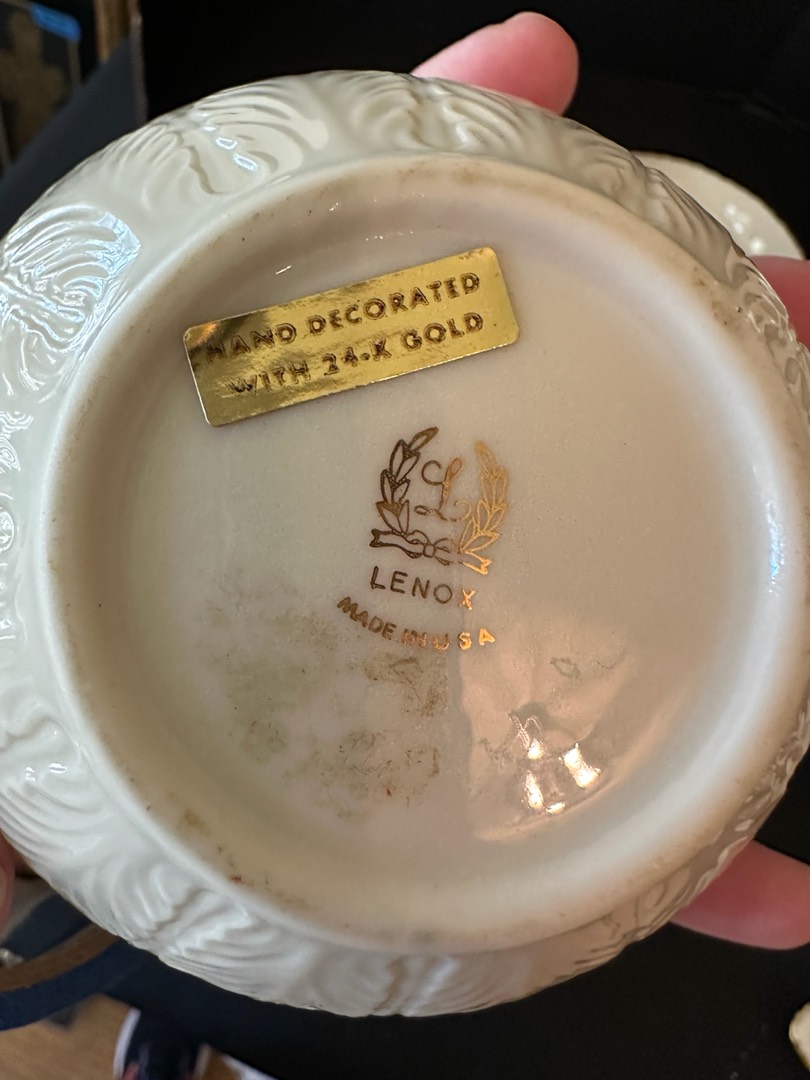 HAND DECORATED
WITH 24-K GOLD
L
LENOX
MADE IN USA